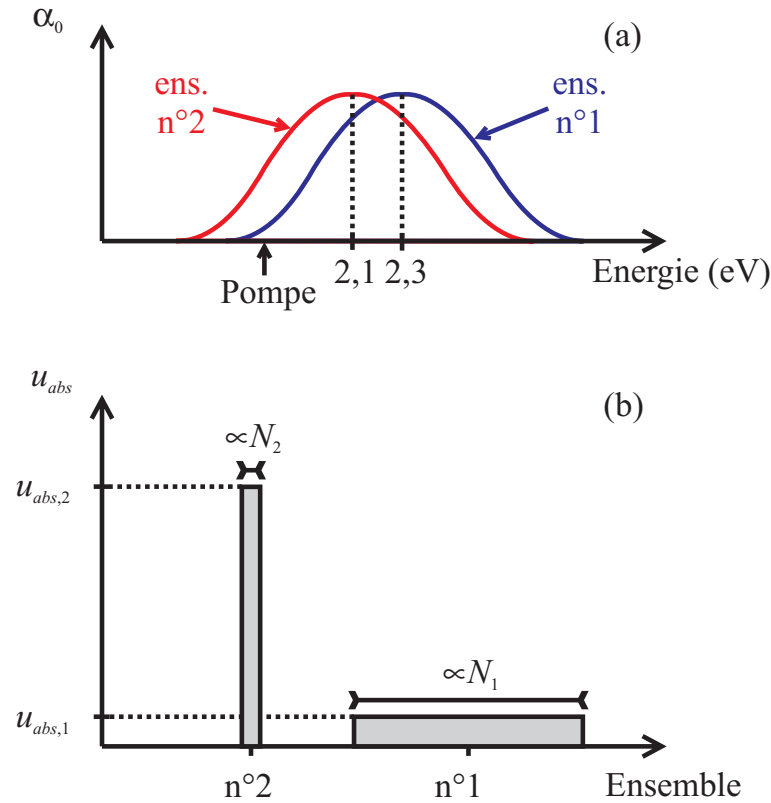 α₀
(a)
ens.
n°2
ens.
n°1
2,1 2,3
Energie (eV)
Pompe
u_abs
(b)
∝N₂
u_abs,2
∝N₁
u_abs,1
n°2
n°1
Ensemble